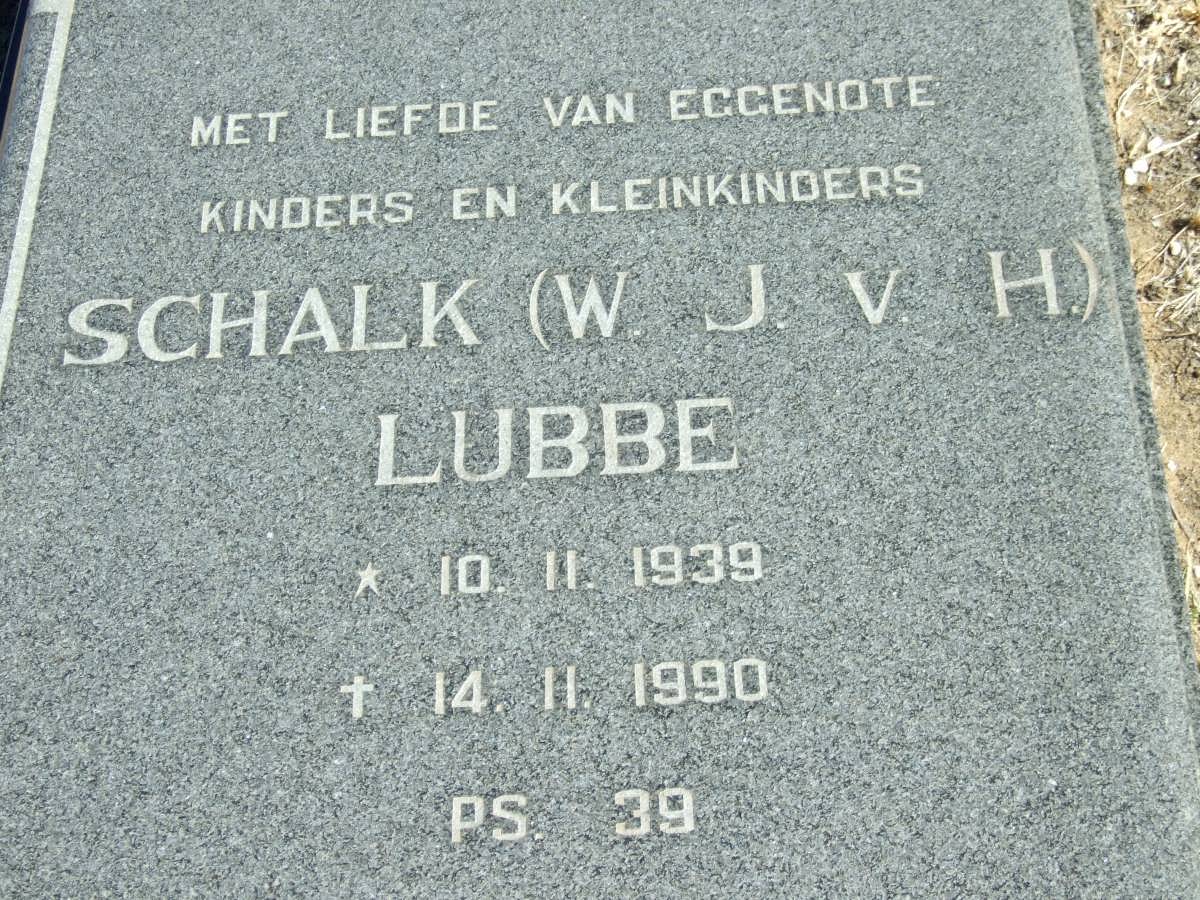 MET LIEFDE VAN EGGENOTE
KINDERS EN KLEINKINDERS
SCHALK (W. J. V. H.)
LUBBE
★ 10. 11. 1939
✝ 14. 11. 1990
PS. 39